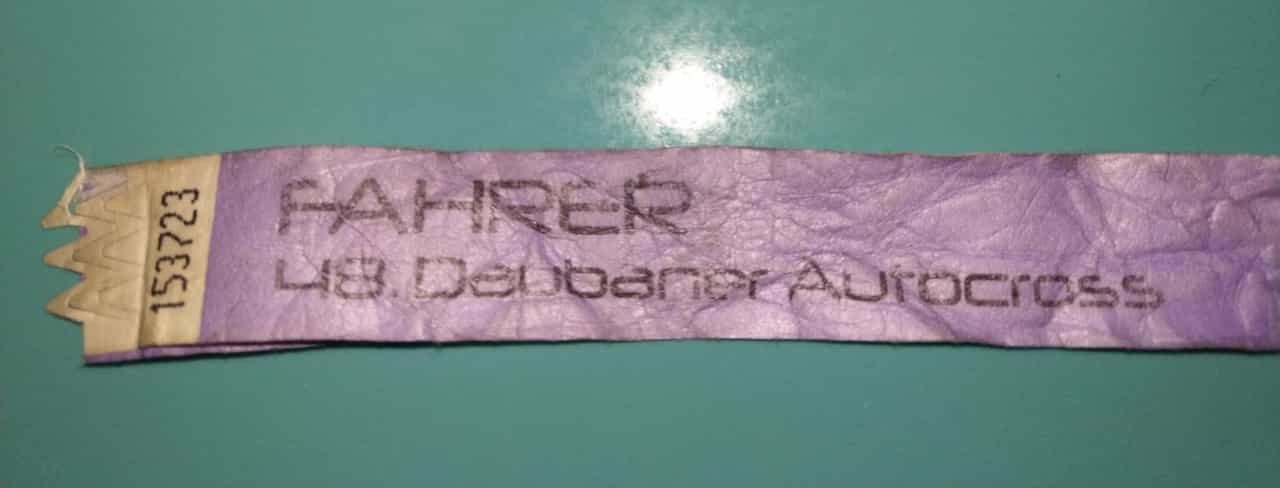 153723
FAHRER
48. Daubaner Autocross